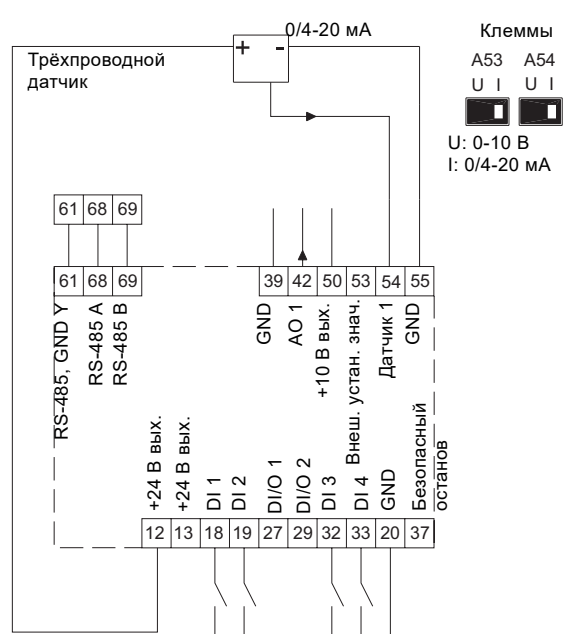 0/4-20 мА
+ -
Трёхпроводной
датчик
Клеммы
A53 A54
U I U I
U: 0-10 В
I: 0/4-20 мА
61 68 69
61 68 69
39 42 50 53 54 55
RS-485, GND Y
RS-485 A
RS-485 B
GND
AO 1
+10 В вых.
Внеш. устан. знач.
Датчик 1
GND
+24 В вых.
+24 В вых.
DI 1
DI 2
DI/O 1
DI/O 2
DI 3
DI 4
GND
Безопасный
останов
12 13 18 19 27 29 32 33 20 37